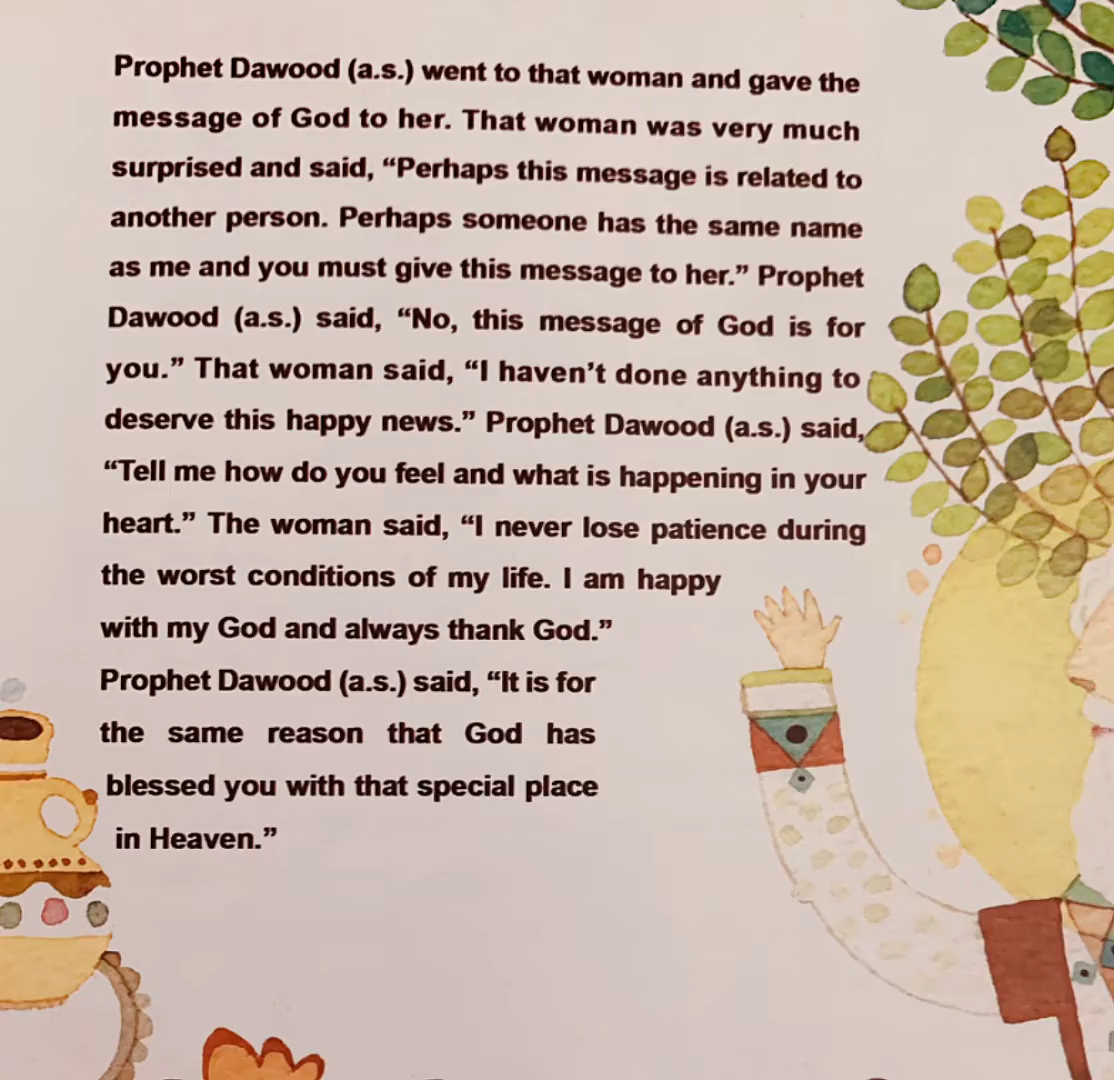 Prophet Dawood (a.s.) went to that woman and gave the
message of God to her. That woman was very much
surprised and said, “Perhaps this message is related to
another person. Perhaps someone has the same name
as me and you must give this message to her.” Prophet
Dawood (a.s.) said, “No, this message of God is for
you.” That woman said, “I haven’t done anything to
deserve this happy news.” Prophet Dawood (a.s.) said,
“Tell me how do you feel and what is happening in your
heart.” The woman said, “I never lose patience during
the worst conditions of my life. I am happy
with my God and always thank God.”
Prophet Dawood (a.s.) said, “It is for
the same reason that God has
blessed you with that special place
in Heaven.”